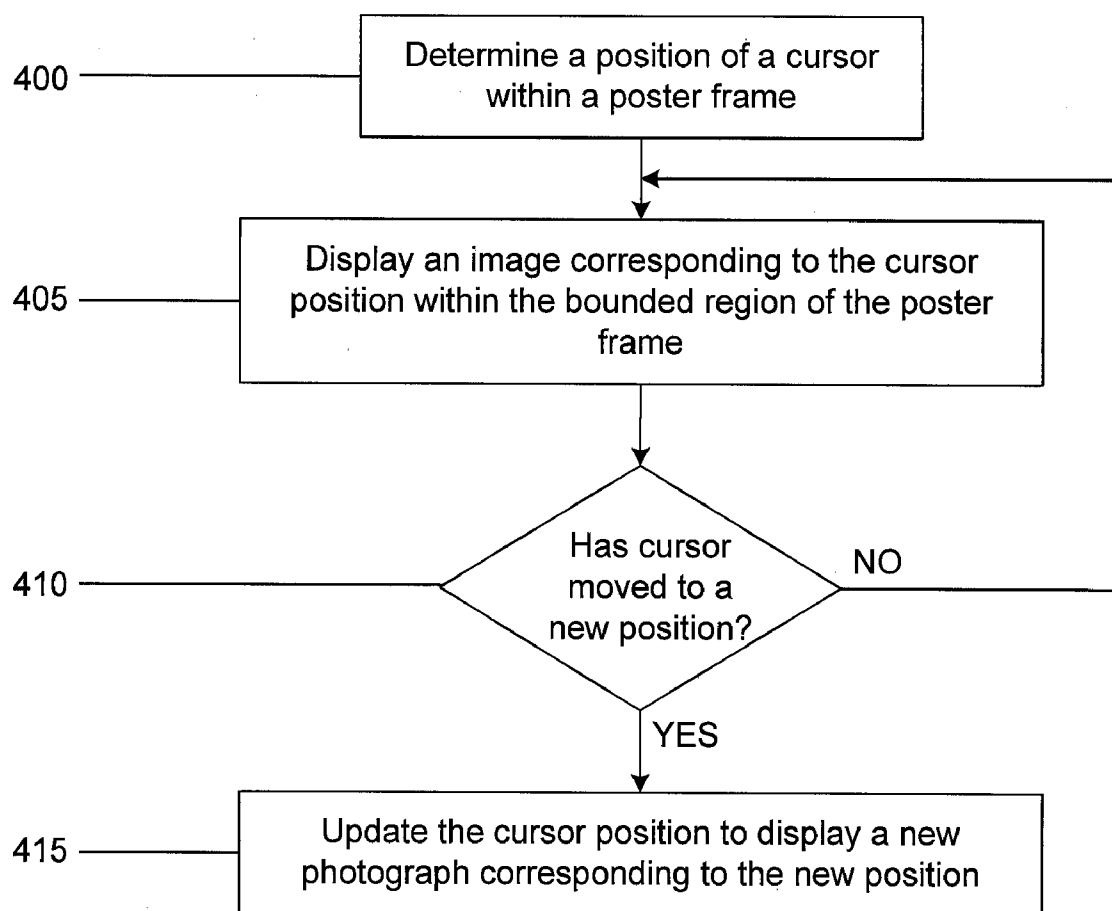 400
Determine a position of a cursor
within a poster frame
405
Display an image corresponding to the cursor
position within the bounded region of the poster
frame
410
Has cursor
moved to a
new position?
NO
YES
415
Update the cursor position to display a new
photograph corresponding to the new position